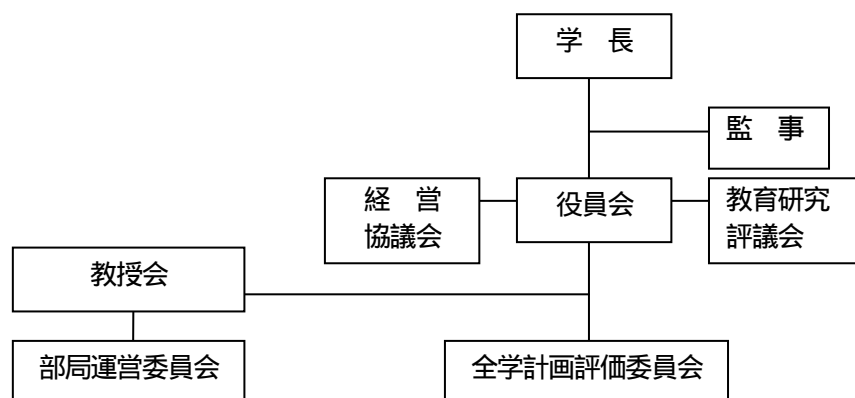 学　長
監　事
経　営
協議会
役員会
教育研究
評議会
教授会
部局運営委員会
全学計画評価委員会